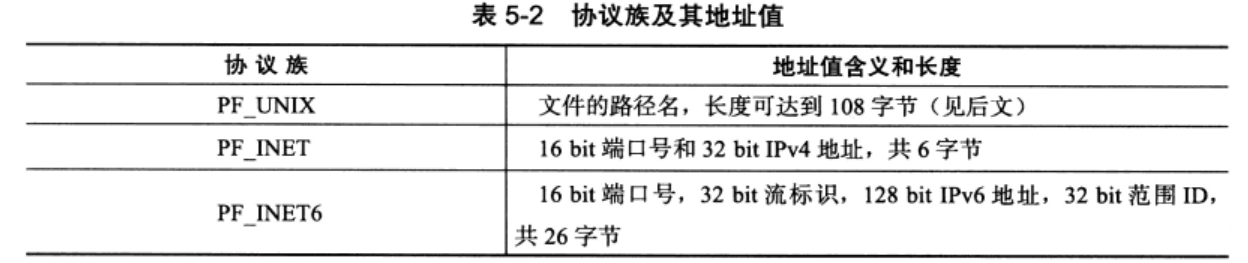 表 5-2 协议族及其地址值
协 议 族 地址值含义和长度
PF_UNIX 文件的路径名，长度可达到 108 字节（见后文）
PF_INET 16 bit 端口号和 32 bit IPv4 地址，共 6 字节
PF_INET6 16 bit 端口号，32 bit 流标识，128 bit IPv6 地址，32 bit 范围 ID，
共 26 字节